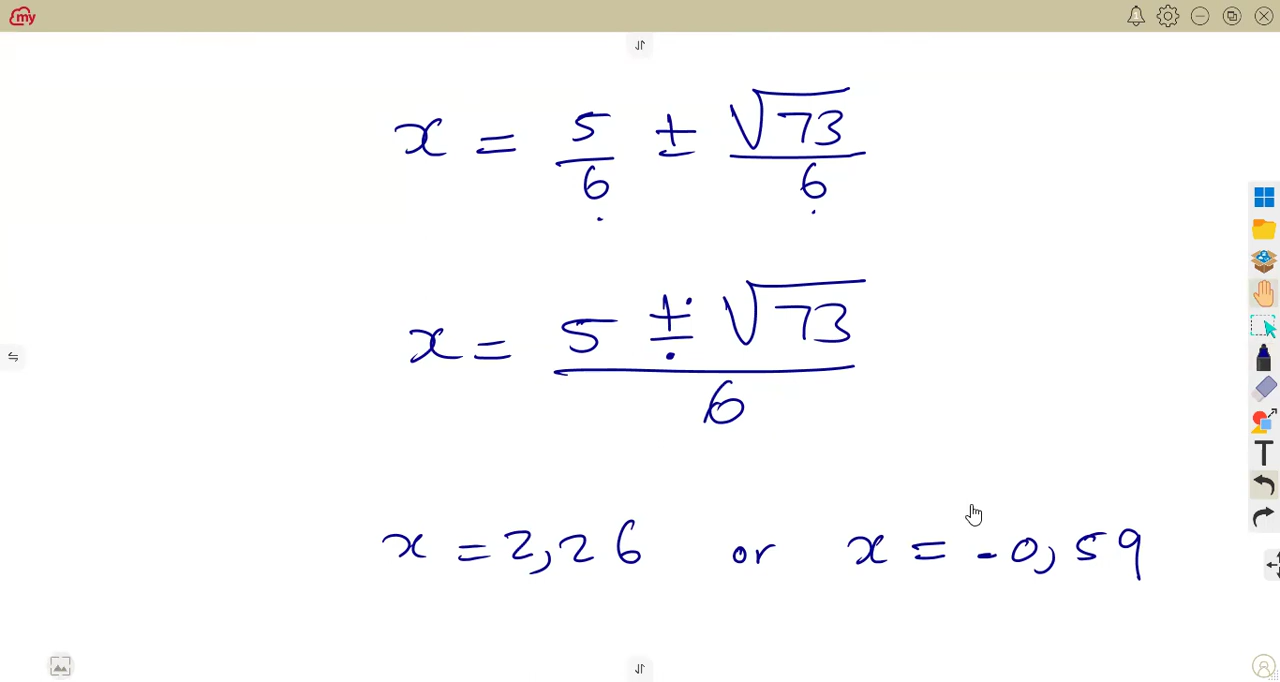 my
x = 5/6 ± √73/6
x = (5 ± √73)/6
x = 2,26 or x = -0,59
T